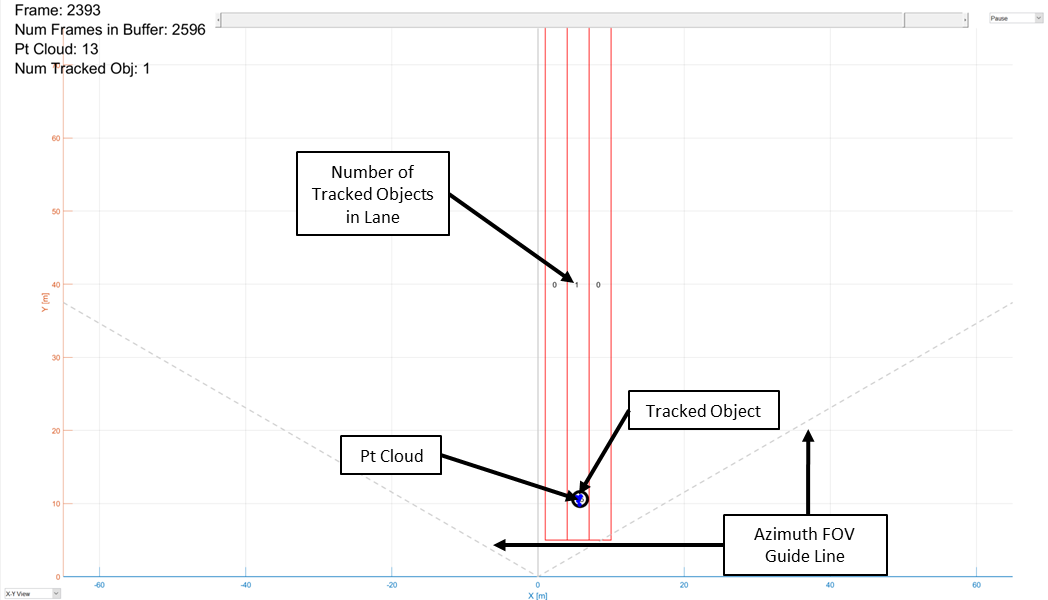 Frame: 2393
Num Frames in Buffer: 2596
Pt Cloud: 13
Num Tracked Obj: 1
Pause
60
50
40
30
20
10
0
Y [m]
Number of
Tracked Objects
in Lane
0 1 0
Tracked Object
Pt Cloud
Azimuth FOV
Guide Line
-60 -40 -20 0 20 40 60
X [m]
X-Y View